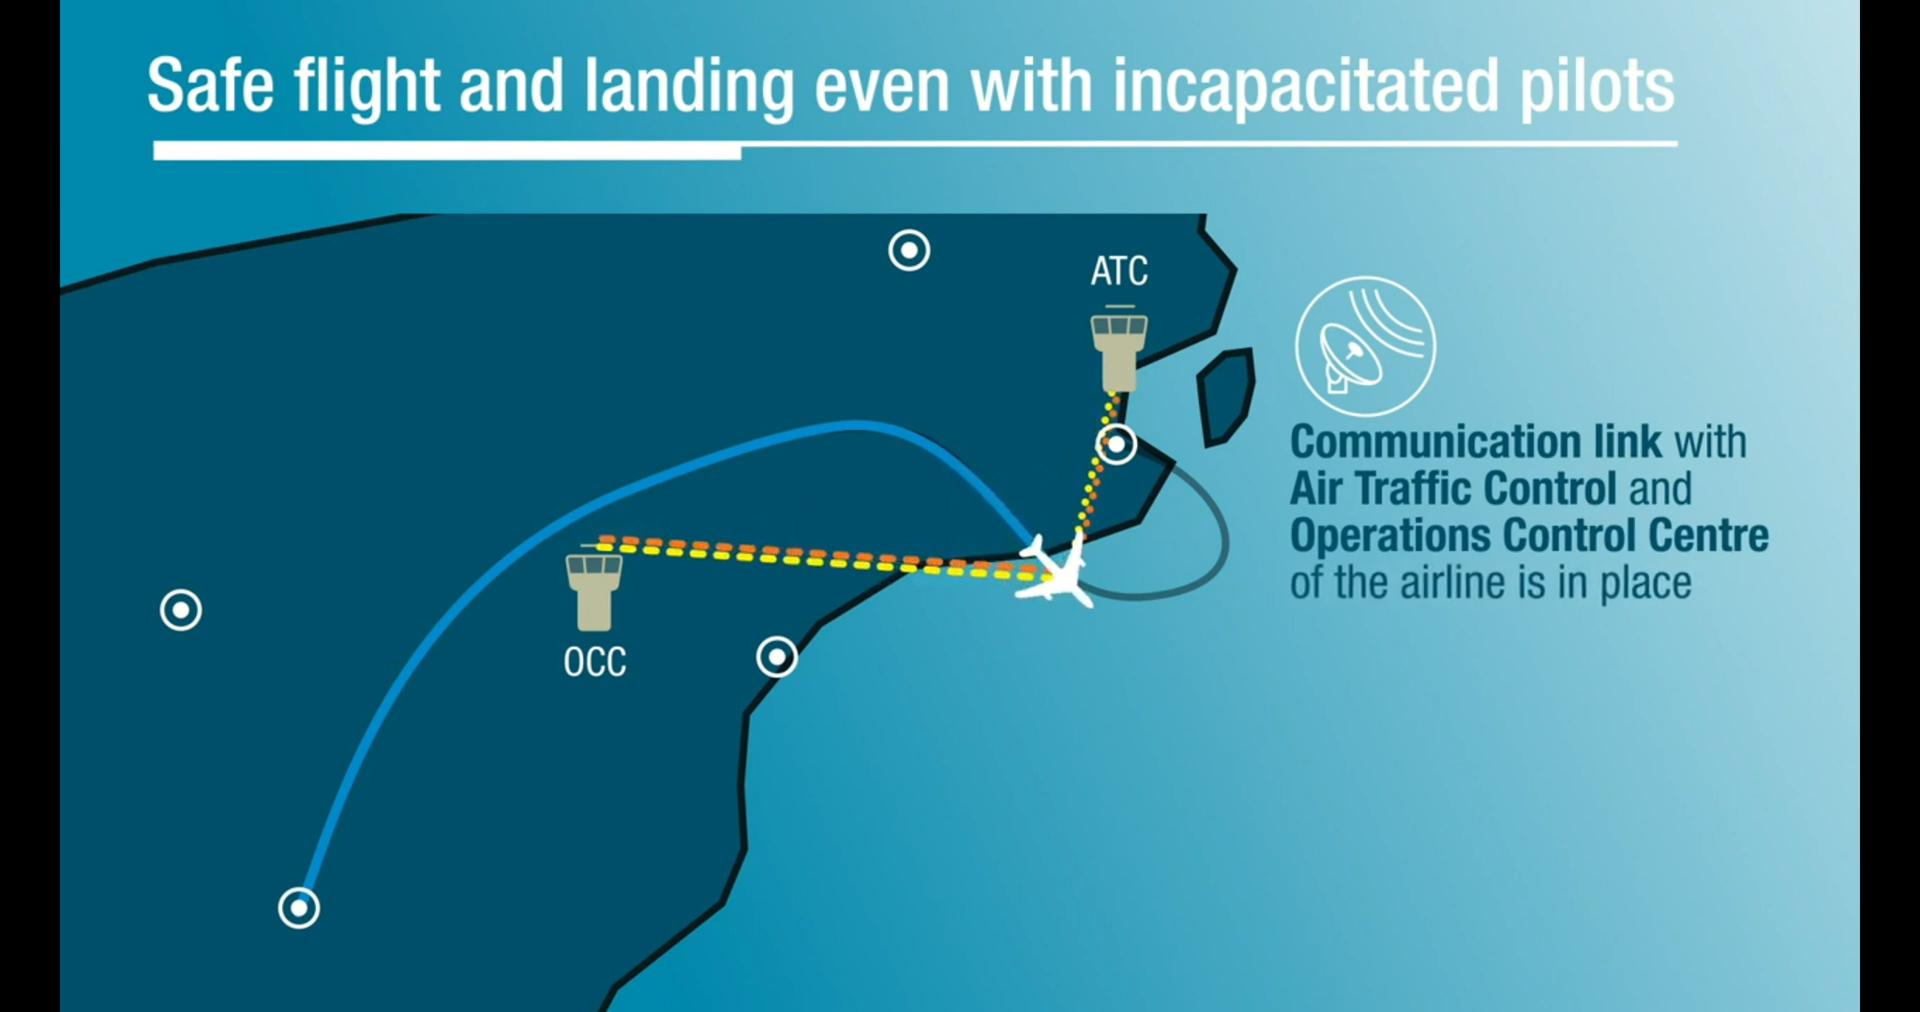 Safe flight and landing even with incapacitated pilots
ATC
Communication link with
Air Traffic Control and
Operations Control Centre
of the airline is in place
OCC